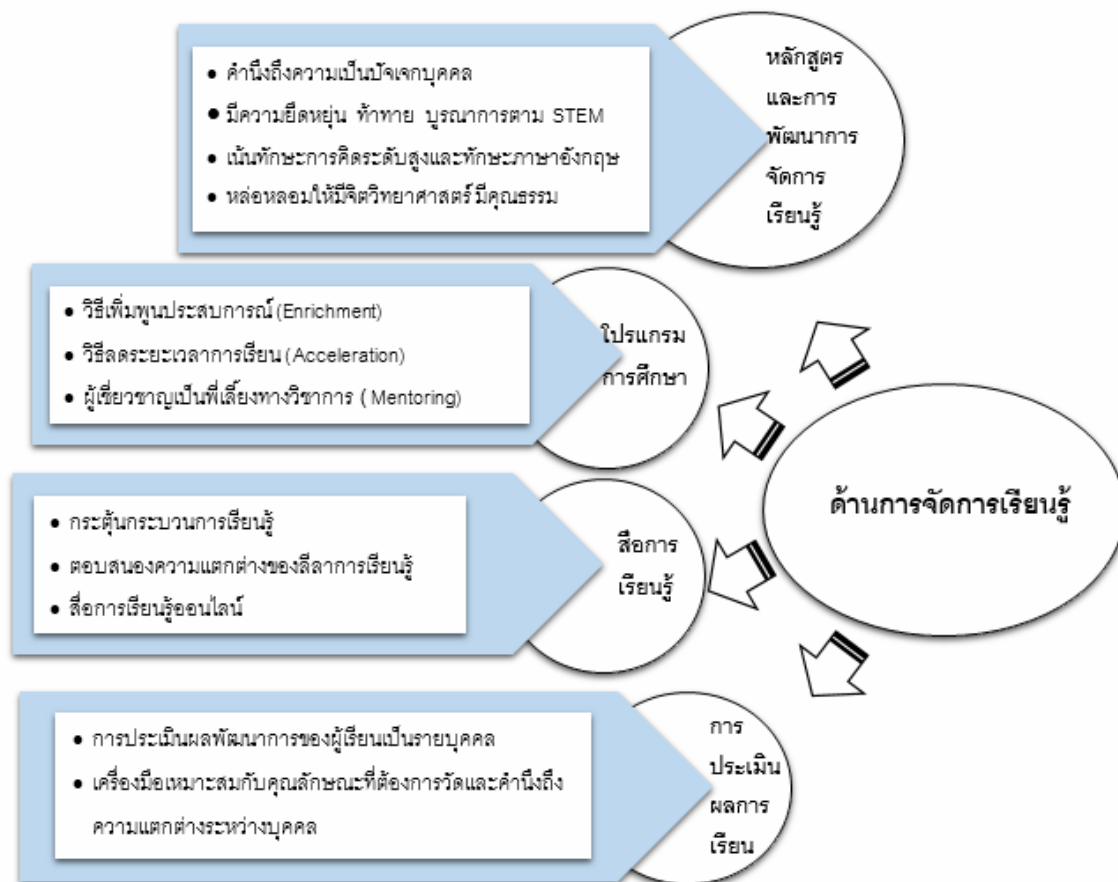 • คำนึงถึงความเป็นปัจเจกบุคคล
• มีความยืดหยุ่น ท้าทาย บูรณาการตาม STEM
• เน้นทักษะการคิดระดับสูงและทักษะภาษาอังกฤษ
• หล่อหลอมให้มีจิตวิทยาศาสตร์ มีคุณธรรม
หลักสูตร
และการ
พัฒนาการ
จัดการ
เรียนรู้
• วิธีเพิ่มพูนประสบการณ์ (Enrichment)
• วิธีลดระยะเวลาการเรียน (Acceleration)
• ผู้เชี่ยวชาญเป็นพี่เลี้ยงทางวิชาการ ( Mentoring)
โปรแกรม
การศึกษา
ด้านการจัดการเรียนรู้
• กระตุ้นกระบวนการเรียนรู้
• ตอบสนองความแตกต่างของลีลาการเรียนรู้
• สื่อการเรียนรู้ออนไลน์
สื่อการ
เรียนรู้
• การประเมินผลพัฒนาการของผู้เรียนเป็นรายบุคคล
• เครื่องมือเหมาะสมกับคุณลักษณะที่ต้องการวัดและคำนึงถึง
ความแตกต่างระหว่างบุคคล
การ
ประเมิน
ผลการ
เรียน